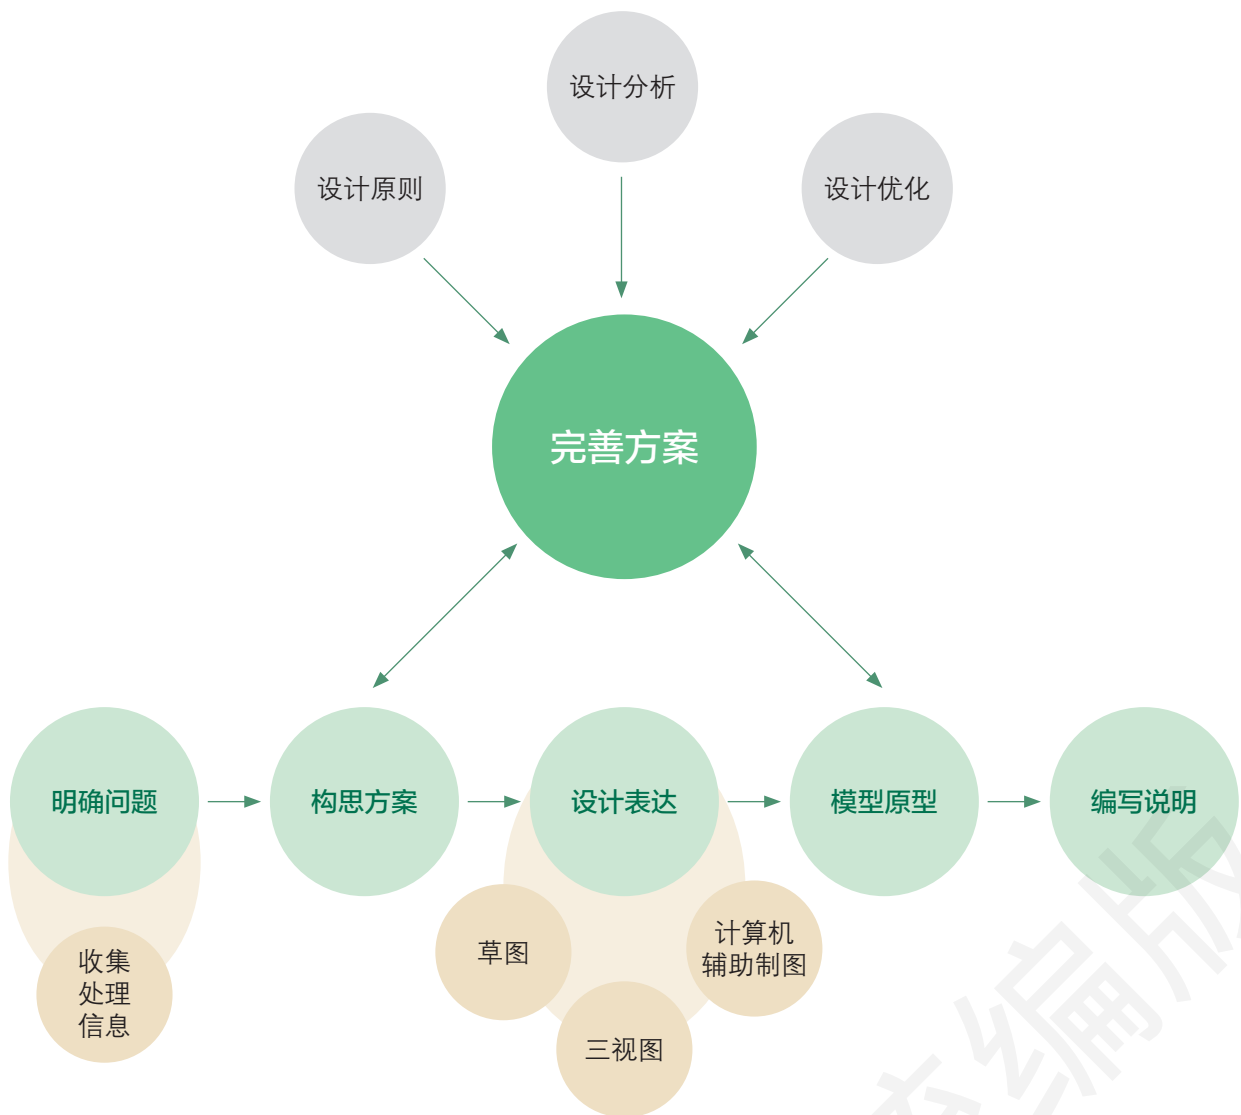 设计分析
设计原则
设计优化
完善方案
明确问题
构思方案
设计表达
模型原型
编写说明
收集
处理
信息
草图
三视图
计算机
辅助制图
编版